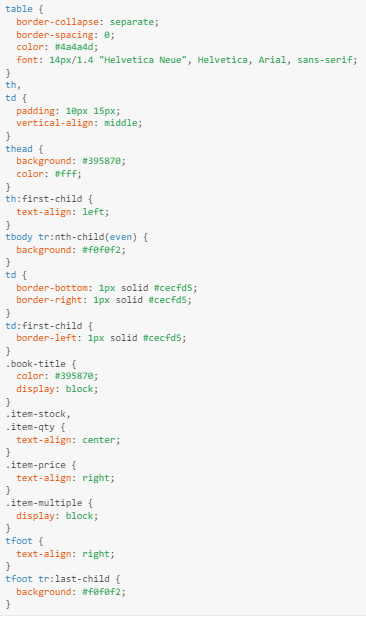 table {
  border-collapse: separate;
  border-spacing: 0;
  color: #4a4a4d;
  font: 14px/1.4 "Helvetica Neue", Helvetica, Arial, sans-serif;
}
th,
td {
  padding: 10px 15px;
  vertical-align: middle;
}
thead {
  background: #395870;
  color: #fff;
}
th:first-child {
  text-align: left;
}
tbody tr:nth-child(even) {
  background: #f0f0f2;
}
td {
  border-bottom: 1px solid #cecfd5;
  border-right: 1px solid #cecfd5;
}
td:first-child {
  border-left: 1px solid #cecfd5;
}
.book-title {
  color: #395870;
  display: block;
}
.item-stock,
.item-qty {
  text-align: center;
}
.item-price {
  text-align: right;
}
.item-multiple {
  display: block;
}
tfoot {
  text-align: right;
}
tfoot tr:last-child {
  background: #f0f0f2;
}